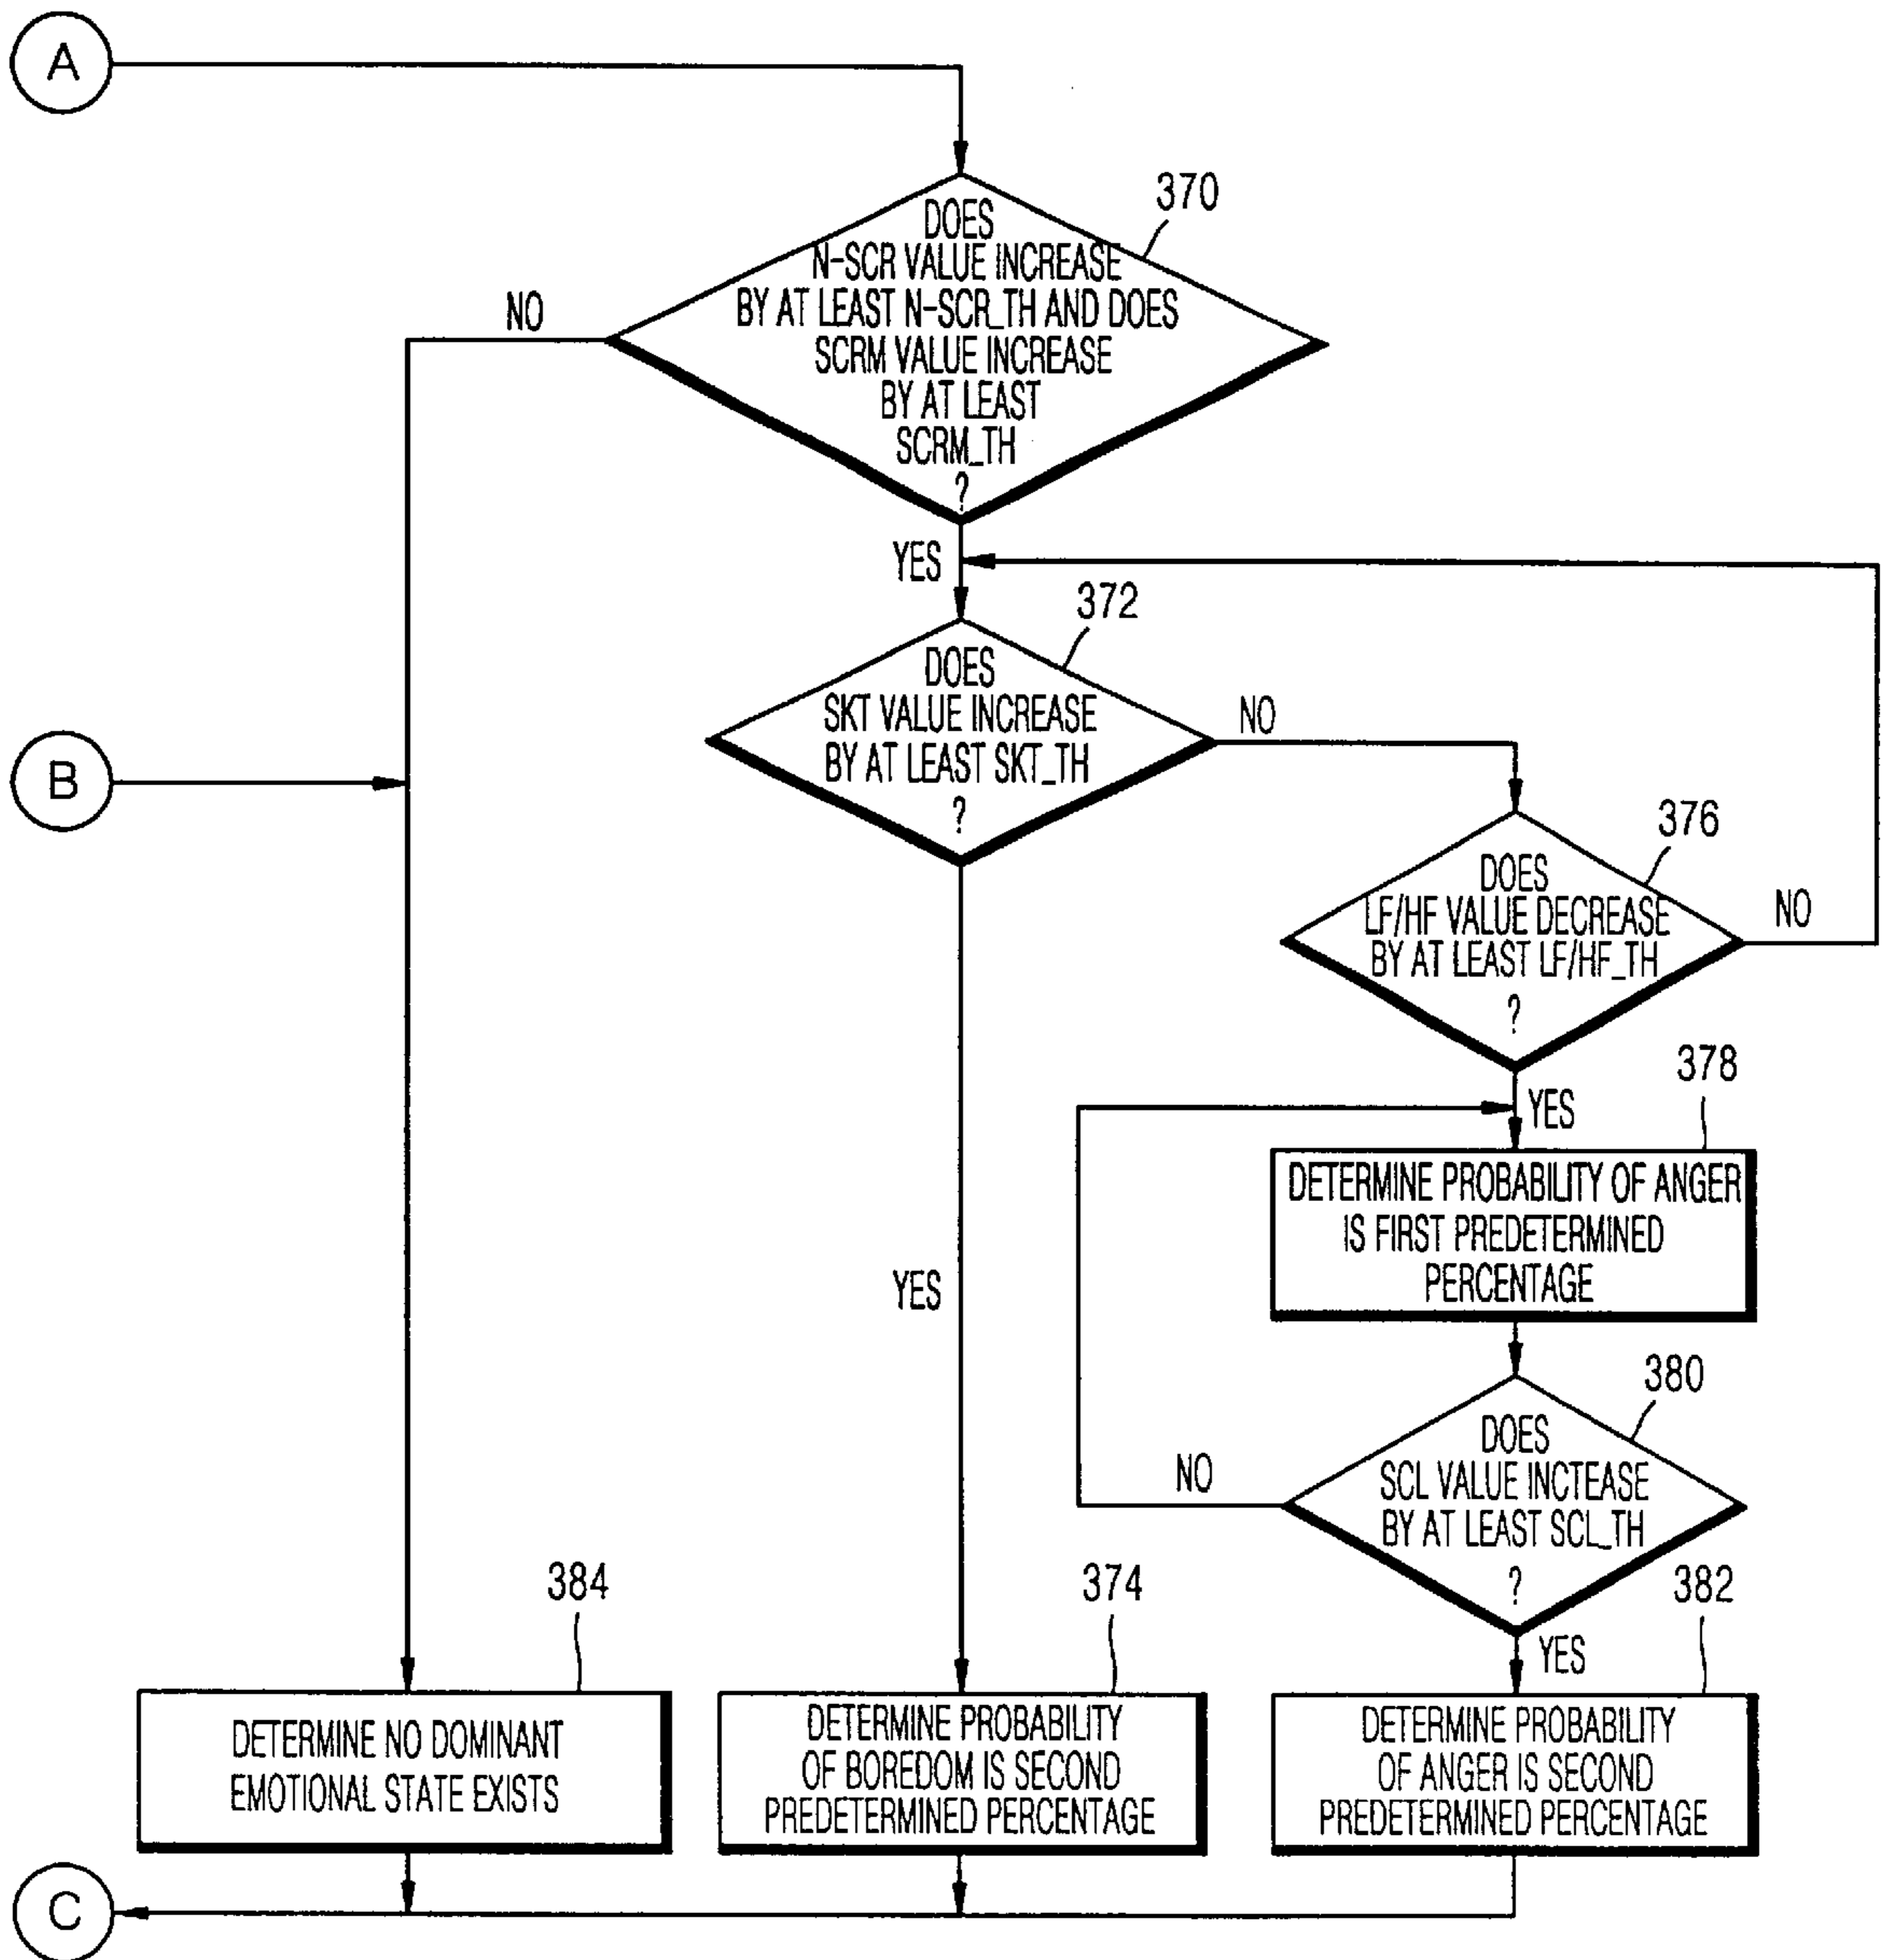 A
370
DOES
N-SCR VALUE INCREASE
BY AT LEAST N-SCR_TH AND DOES
SCRM VALUE INCREASE
BY AT LEAST
SCRM_TH
?
NO
YES
372
DOES
SKT VALUE INCREASE
BY AT LEAST SKT_TH
?
NO
B
376
DOES
LF/HF VALUE DECREASE
BY AT LEAST LF/HF_TH
?
NO
YES
378
DETERMINE PROBABILITY OF ANGER
IS FIRST PREDETERMINED
PERCENTAGE
YES
380
DOES
SCL VALUE INCTEASE
BY AT LEAST SCL_TH
?
NO
YES
384
DETERMINE NO DOMINANT
EMOTIONAL STATE EXISTS
374
DETERMINE PROBABILITY
OF BOREDOM IS SECOND
PREDETERMINED PERCENTAGE
382
DETERMINE PROBABILITY
OF ANGER IS SECOND
PREDETERMINED PERCENTAGE
C